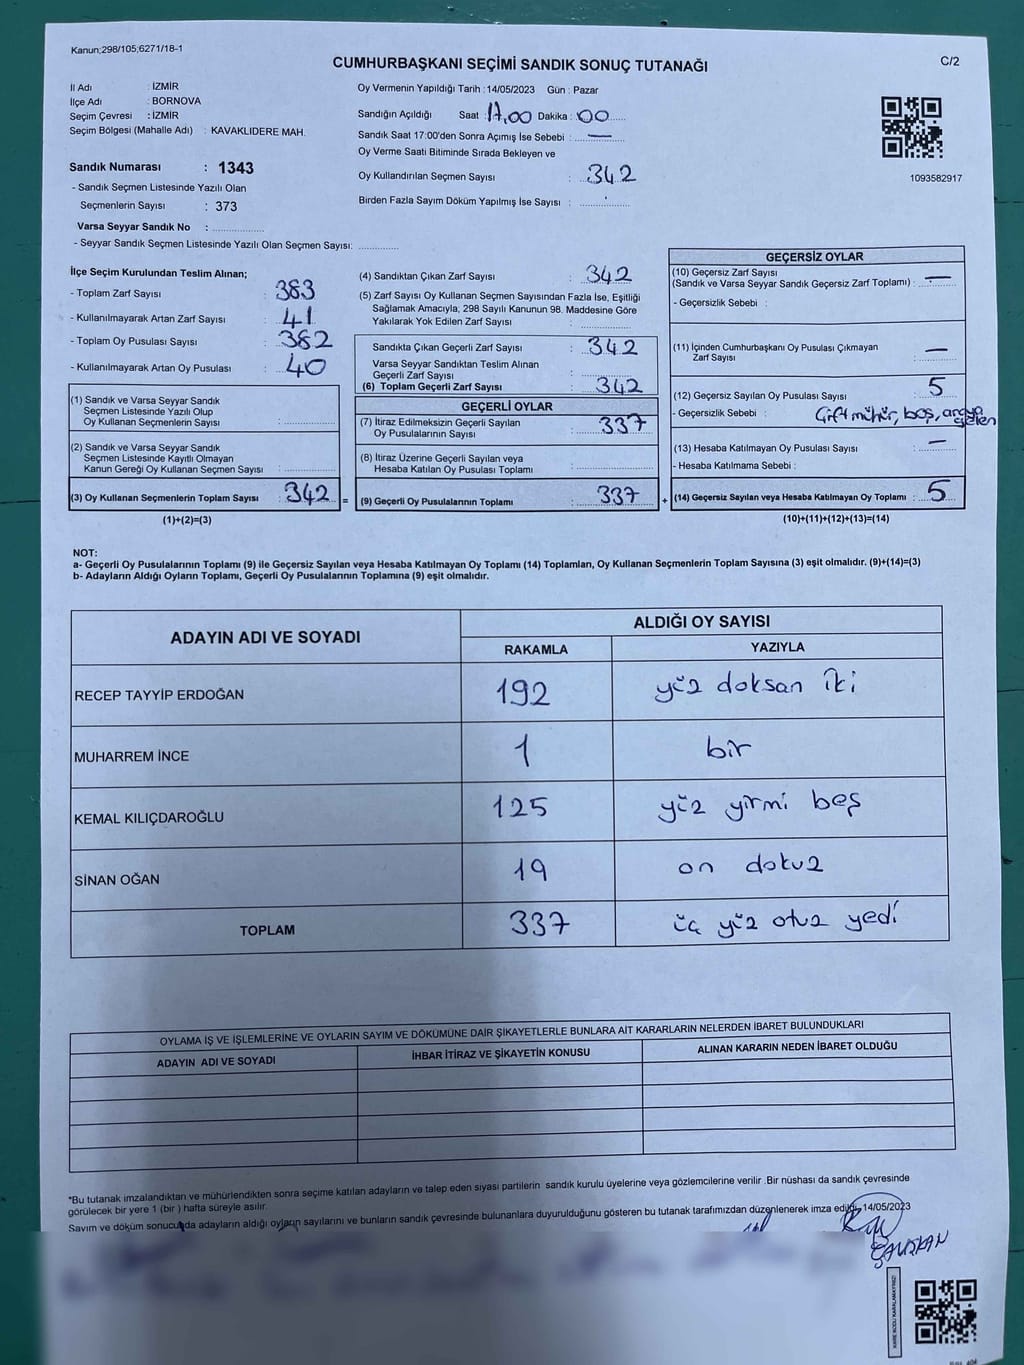 Kanun;298/105;6271/18-1
CUMHURBAŞKANI SEÇİMİ SANDIK SONUÇ TUTANAĞI
C/2
İl Adı : İZMİR
İlçe Adı : BORNOVA
Seçim Çevresi : İZMİR
Seçim Bölgesi (Mahalle Adı) : KAVAKLIDERE MAH.
Sandık Numarası : 1343
- Sandık Seçmen Listesinde Yazılı Olan
Seçmenlerin Sayısı : 373
Varsa Seyyar Sandık No : ..............
- Seyyar Sandık Seçmen Listesinde Yazılı Olan Seçmen Sayısı: ............
Oy Vermenin Yapıldığı Tarih : 14/05/2023 Gün : Pazar
Sandığın Açıldığı Saat : 17,00 Dakika : 00
Sandık Saat 17:00'den Sonra Açımış İse Sebebi : —
Oy Verme Saati Bitiminde Sırada Bekleyen ve
Oy Kullandırılan Seçmen Sayısı : 342
Birden Fazla Sayım Döküm Yapılmış İse Sayısı : ..............
1093582917
İlçe Seçim Kurulundan Teslim Alınan;
- Toplam Zarf Sayısı : 383
- Kullanılmayarak Artan Zarf Sayısı : 41
- Toplam Oy Pusulası Sayısı : 382
- Kullanılmayarak Artan Oy Pusulası : 40
(1) Sandık ve Varsa Seyyar Sandık
Seçmen Listesinde Yazılı Olup
Oy Kullanan Seçmenlerin Sayısı : ..............
(2) Sandık ve Varsa Seyyar Sandık
Seçmen Listesinde Kayıtlı Olmayan
Kanun Gereği Oy Kullanan Seçmen Sayısı : ..............
(3) Oy Kullanan Seçmenlerin Toplam Sayısı : 342 =
(1)+(2)=(3)
(4) Sandıktan Çıkan Zarf Sayısı : 342
(5) Zarf Sayısı Oy Kullanan Seçmen Sayısından Fazla İse, Eşitliği
Sağlamak Amacıyla; 298 Sayılı Kanunun 98. Maddesine Göre
Yakılarak Yok Edilen Zarf Sayısı : ..............
Sandıkta Çıkan Geçerli Zarf Sayısı : 342
Varsa Seyyar Sandıktan Teslim Alınan
Geçerli Zarf Sayısı : ..............
(6) Toplam Geçerli Zarf Sayısı : 342
GEÇERLİ OYLAR
(7) İtiraz Edilmeksizin Geçerli Sayılan
Oy Pusulalarının Sayısı : 337
(8) İtiraz Üzerine Geçerli Sayılan ve
Hesaba Katılan Oy Pusulası Toplamı : ..............
(9) Geçerli Oy Pusulalarının Toplamı : 337 +
GEÇERSİZ OYLAR
(10) Geçersiz Zarf Sayısı
(Sandık ve Varsa Seyyar Sandık Geçersiz Zarf Toplamı) : —
- Geçersizlik Sebebi :
(11) İçinden Cumhurbaşkanı Oy Pusulası Çıkmayan
Zarf Sayısı : —
(12) Geçersiz Sayılan Oy Pusulası Sayısı : 5
- Geçersizlik Sebebi : Çift mühür, boş, araya gelen
(13) Hesaba Katılmayan Oy Pusulası Sayısı : —
- Hesaba Katılmama Sebebi :
(14) Geçersiz Sayılan veya Hesaba Katılmayan Oy Toplamı : 5
(10)+(11)+(12)+(13)=(14)
NOT:
a- Geçerli Oy Pusulalarının Toplamı (9) ile Geçersiz Sayılan veya Hesaba Katılmayan Oy Toplamı (14) Toplamları, Oy Kullanan Seçmenlerin Toplam Sayısına (3) eşit olmalıdır. (9)+(14)=(3)
b- Adayların Aldığı Oyların Toplamı, Geçerli Oy Pusulalarının Toplamına (9) eşit olmalıdır.
ADAYIN ADI VE SOYADI
ALDIĞI OY SAYISI
RAKAMLA YAZIYLA
RECEP TAYYİP ERDOĞAN 192 yüz doksan iki
MUHARREM İNCE 1 bir
KEMAL KILIÇDAROĞLU 125 yüz yirmi beş
SİNAN OĞAN 19 on dokuz
TOPLAM 337 üç yüz otuz yedi
OYLAMA İŞ VE İŞLEMLERİNE VE OYLARIN SAYIM VE DÖKÜMÜNE DAİR ŞİKAYETLERLE BUNLARA AİT KARARLARIN NELERDEN İBARET BULUNDUKLARI
ADAYIN ADI VE SOYADI İHBAR İTİRAZ VE ŞİKAYETİN KONUSU ALINAN KARARIN NEDEN İBARET OLDUĞU
*Bu tutanak imzalandıktan ve mühürlendikten sonra seçime katılan adayların ve talep eden siyasi partilerin sandık kurulu üyelerine veya gözlemcilerine verilir .Bir nüshası da sandık çevresinde
görülecek bir yere 1 (bir ) hafta süreyle asılır.
Sayım ve döküm sonucunda adayların aldığı oyların sayılarını ve bunların sandık çevresinde bulunanlara duyurulduğunu gösteren bu tutanak tarafımızdan düzenlenerek imza edildi. 14/05/2023
ÇALIŞKAN